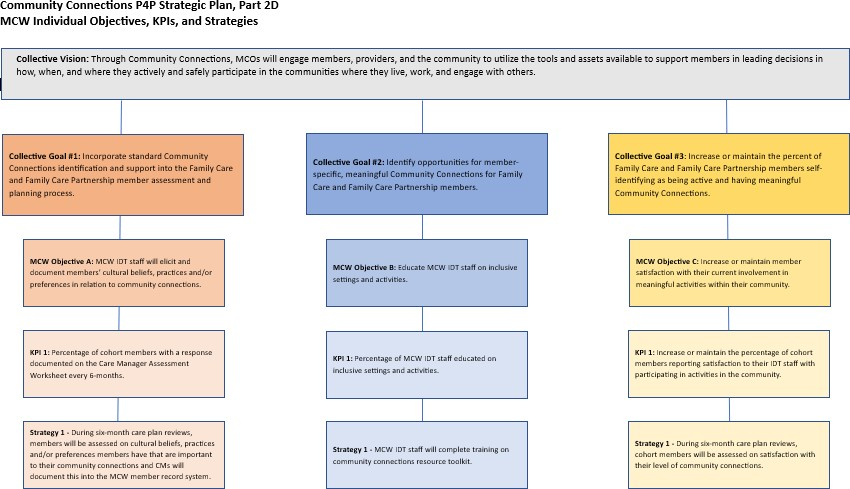 Community Connections P4P Strategic Plan, Part 2D
MCW Individual Objectives, KPIs, and Strategies
Collective Vision: Through Community Connections, MCOs will engage members, providers, and the community to utilize the tools and assets available to support members in leading decisions in
how, when, and where they actively and safely participate in the communities where they live, work, and engage with others.
Collective Goal #1: Incorporate standard Community
Connections identification and support into the Family Care
and Family Care Partnership member assessment and
planning process.
Collective Goal #2: Identify opportunities for member-
specific, meaningful Community Connections for Family
Care and Family Care Partnership members.
Collective Goal #3: Increase or maintain the percent of
Family Care and Family Care Partnership members self-
identifying as being active and having meaningful
Community Connections.
MCW Objective A: MCW IDT staff will elicit and
document members' cultural beliefs, practices and/or
preferences in relation to community connections.
MCW Objective B: Educate MCW IDT staff on inclusive
settings and activities.
MCW Objective C: Increase or maintain member
satisfaction with their current involvement in
meaningful activities within their community.
KPI 1: Percentage of cohort members with a response
documented on the Care Manager Assessment
Worksheet every 6-months.
KPI 1: Percentage of MCW IDT staff educated on
inclusive settings and activities.
KPI 1: Increase or maintain the percentage of cohort
members reporting satisfaction to their IDT staff with
participating in activities in the community.
Strategy 1 - During six-month care plan reviews,
members will be assessed on cultural beliefs, practices
and/or preferences members have that are important
to their community connections and CMs will
document this into the MCW member record system.
Strategy 1 - MCW IDT staff will complete training on
community connections resource toolkit.
Strategy 1 - During six-month care plan reviews,
cohort members will be assessed on satisfaction with
their level of community connections.